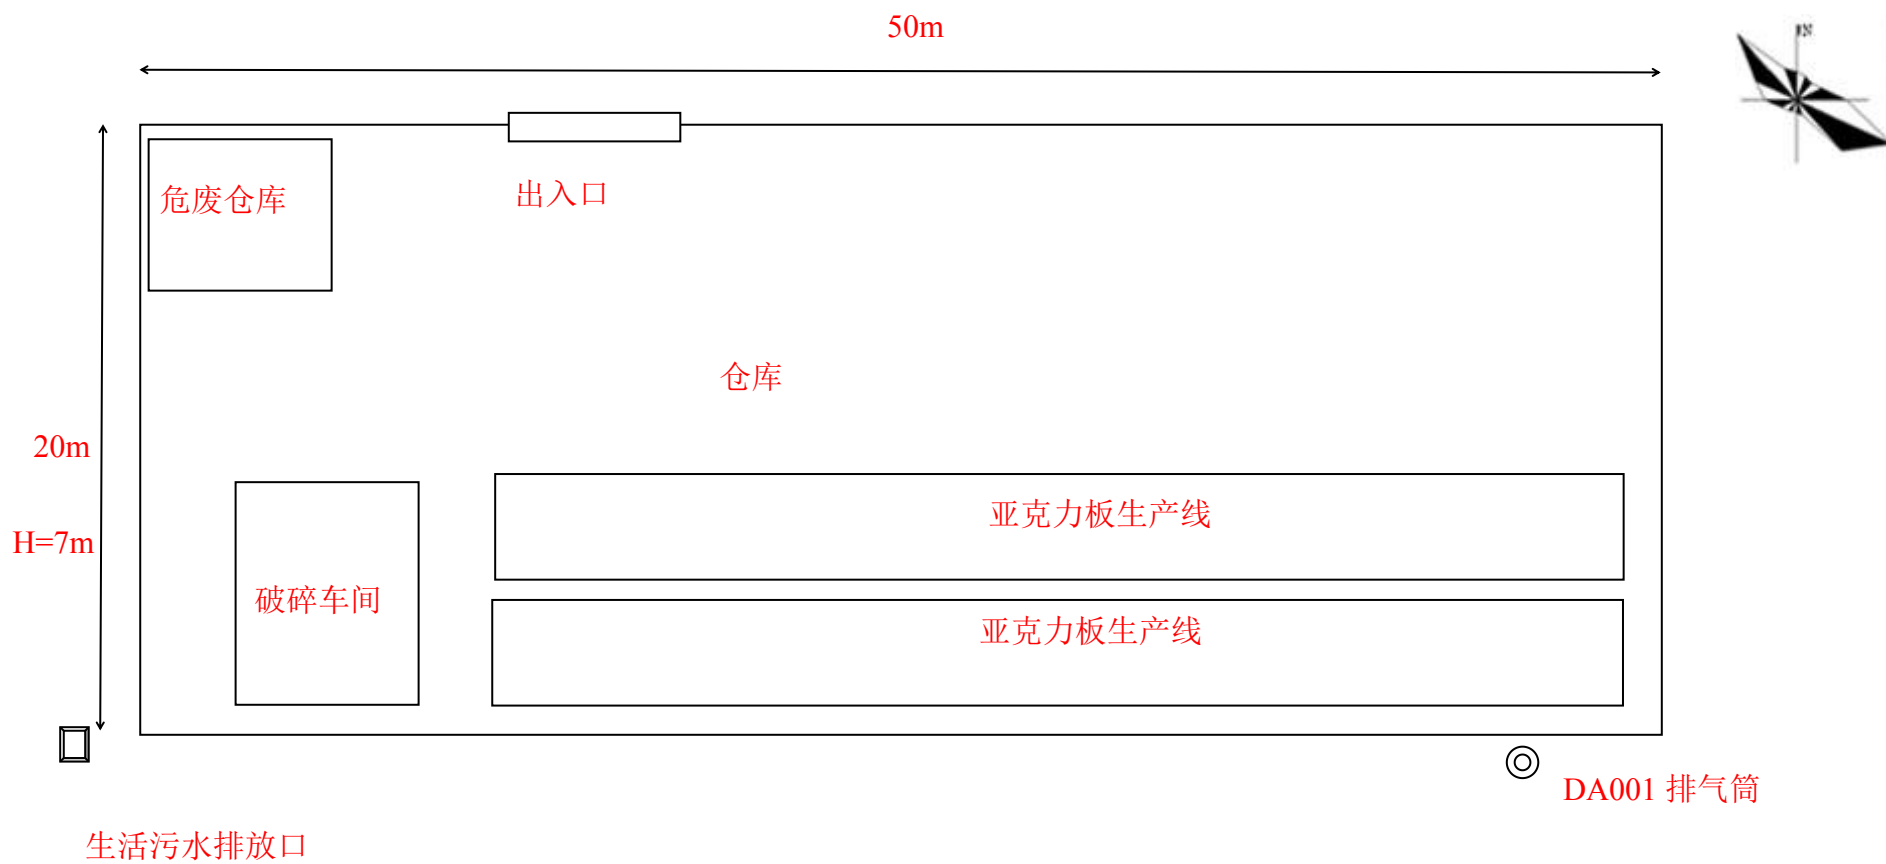 50m
N
危废仓库
出入口
仓库
20m
H=7m
亚克力板生产线
破碎车间
亚克力板生产线
DA001 排气筒
生活污水排放口